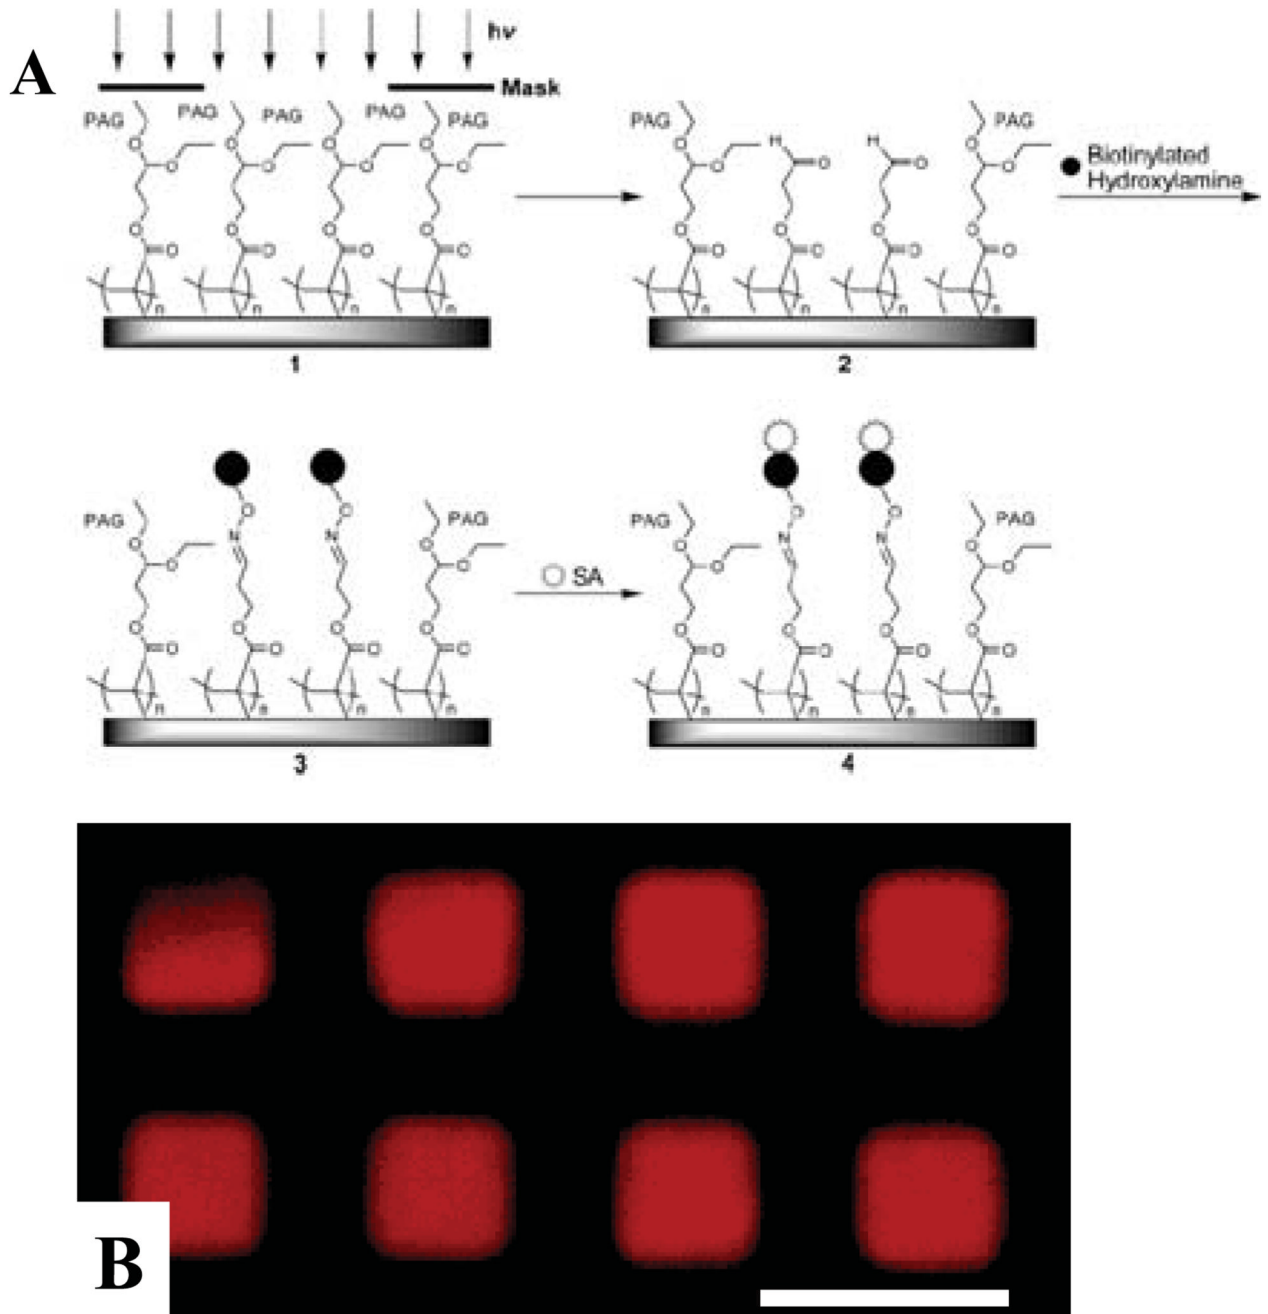 A
hν
Mask
PAG PAG PAG PAG PAG
O O O O O O O O
O O O O
O O O O
n n n n
1
PAG H H PAG
O O O O O O
O O O O
O O O O
n n n n
2
Biotinylated
Hydroxylamine
PAG O O PAG
O O N N O O
O O O O
O O O O
n n n n
3
SA
PAG O O PAG
O O N N O O
O O O O
O O O O
n n n n
4
B